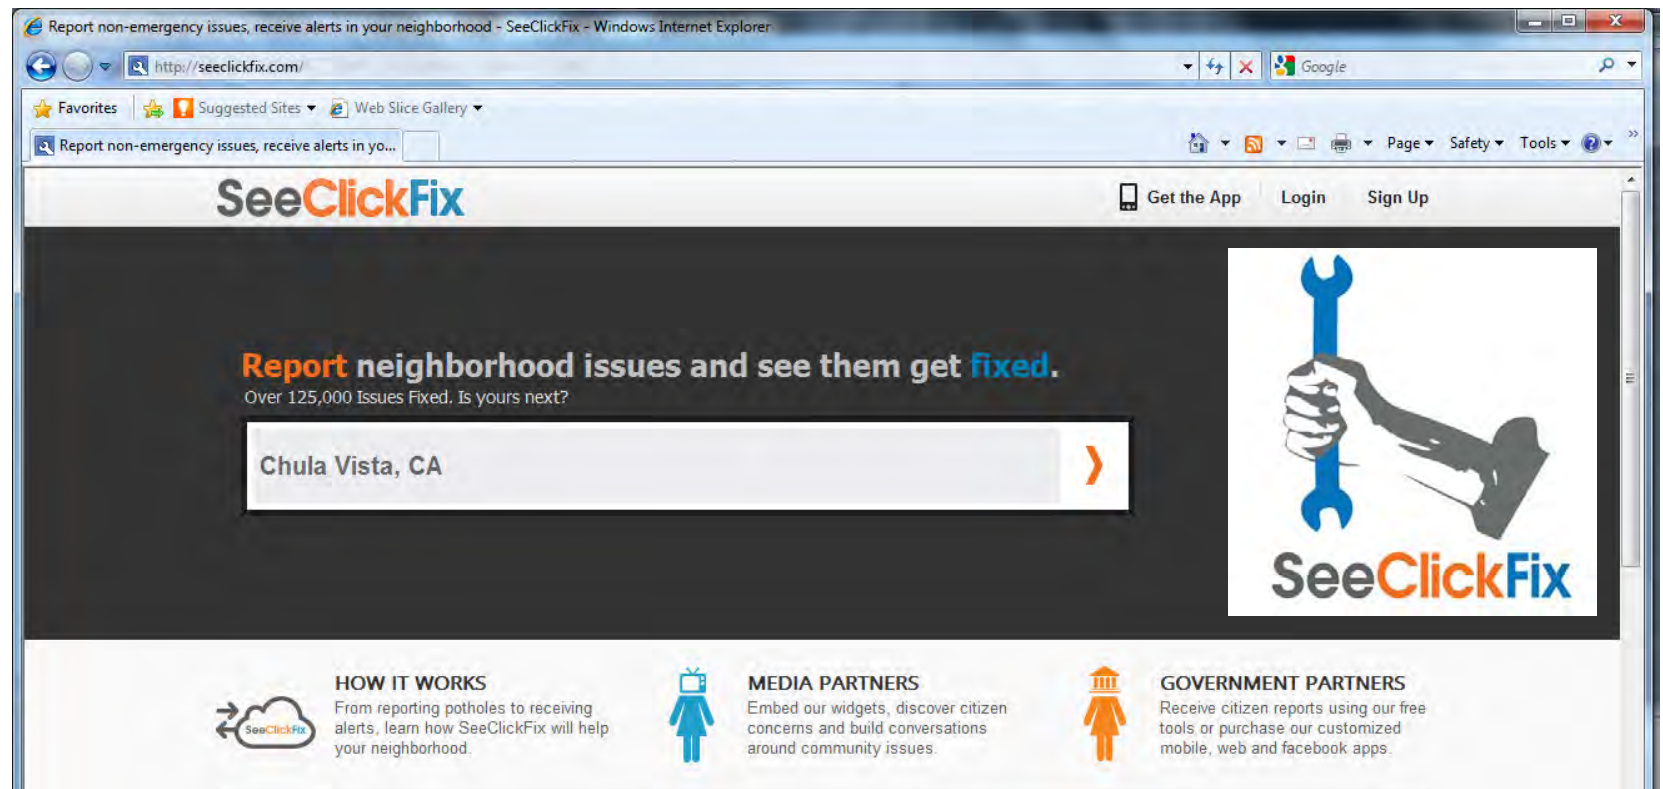 Report non-emergency issues, receive alerts in your neighborhood - SeeClickFix - Windows Internet Explorer
http://seeclickfix.com/
Google
Favorites
Suggested Sites
Web Slice Gallery
Report non-emergency issues, receive alerts in yo...
Page
Safety
Tools
SeeClickFix
Get the App
Login
Sign Up
Report neighborhood issues and see them get fixed.
Over 125,000 Issues Fixed. Is yours next?
Chula Vista, CA
SeeClickFix
SeeClickFix
HOW IT WORKS
From reporting potholes to receiving
alerts, learn how SeeClickFix will help
your neighborhood.
MEDIA PARTNERS
Embed our widgets, discover citizen
concerns and build conversations
around community issues.
GOVERNMENT PARTNERS
Receive citizen reports using our free
tools or purchase our customized
mobile, web and facebook apps.